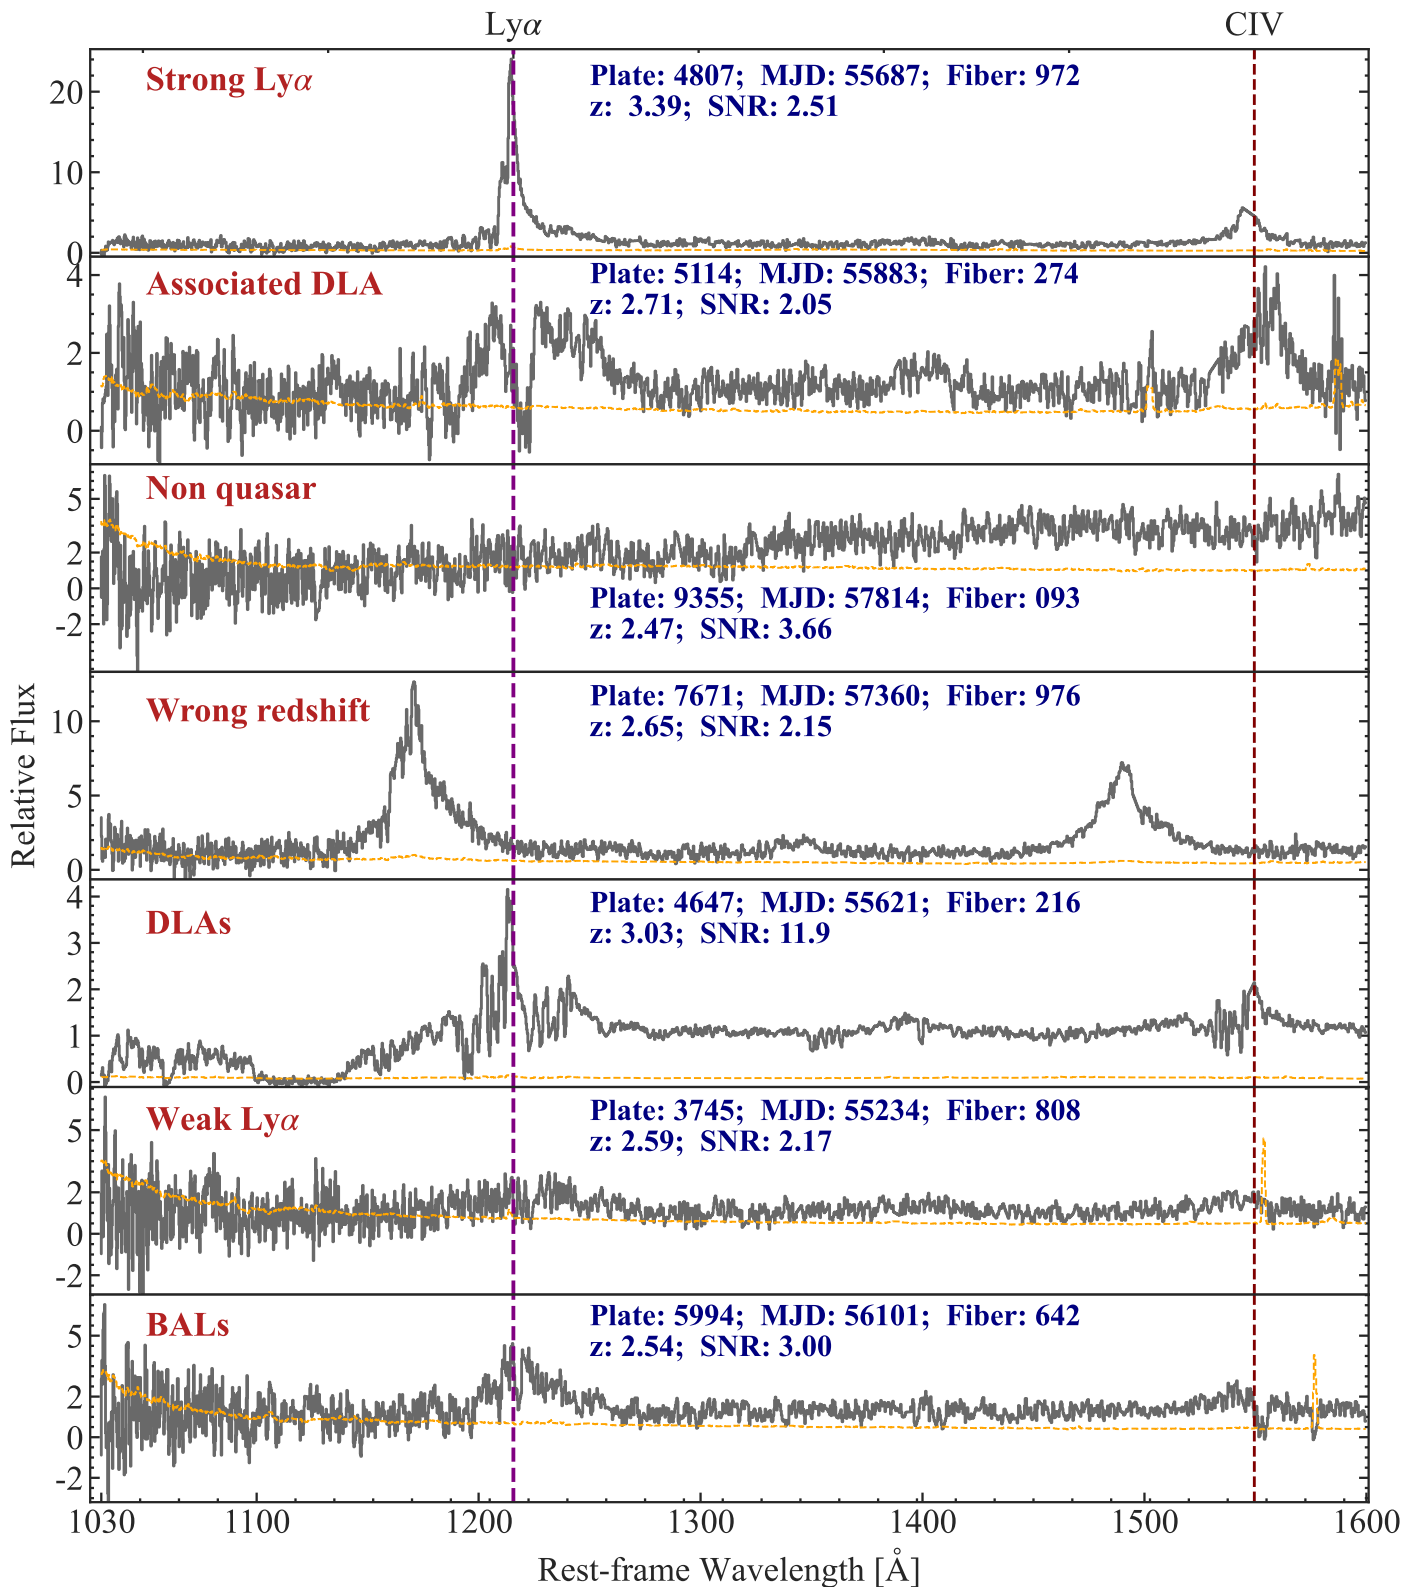 Lyα CIV
Strong Lyα
Plate: 4807; MJD: 55687; Fiber: 972
z: 3.39; SNR: 2.51
20
10
0
Associated DLA
Plate: 5114; MJD: 55883; Fiber: 274
z: 2.71; SNR: 2.05
4
2
0
Non quasar
5
2
0
-2
Plate: 9355; MJD: 57814; Fiber: 093
z: 2.47; SNR: 3.66
Wrong redshift
Plate: 7671; MJD: 57360; Fiber: 976
z: 2.65; SNR: 2.15
10
5
0
Relative Flux
DLAs
Plate: 4647; MJD: 55621; Fiber: 216
z: 3.03; SNR: 11.9
4
3
2
1
0
Weak Lyα
Plate: 3745; MJD: 55234; Fiber: 808
z: 2.59; SNR: 2.17
5
2
0
-2
BALs
Plate: 5994; MJD: 56101; Fiber: 642
z: 2.54; SNR: 3.00
5
2
0
-2
1030 1100 1200 1300 1400 1500 1600
Rest-frame Wavelength [Å]